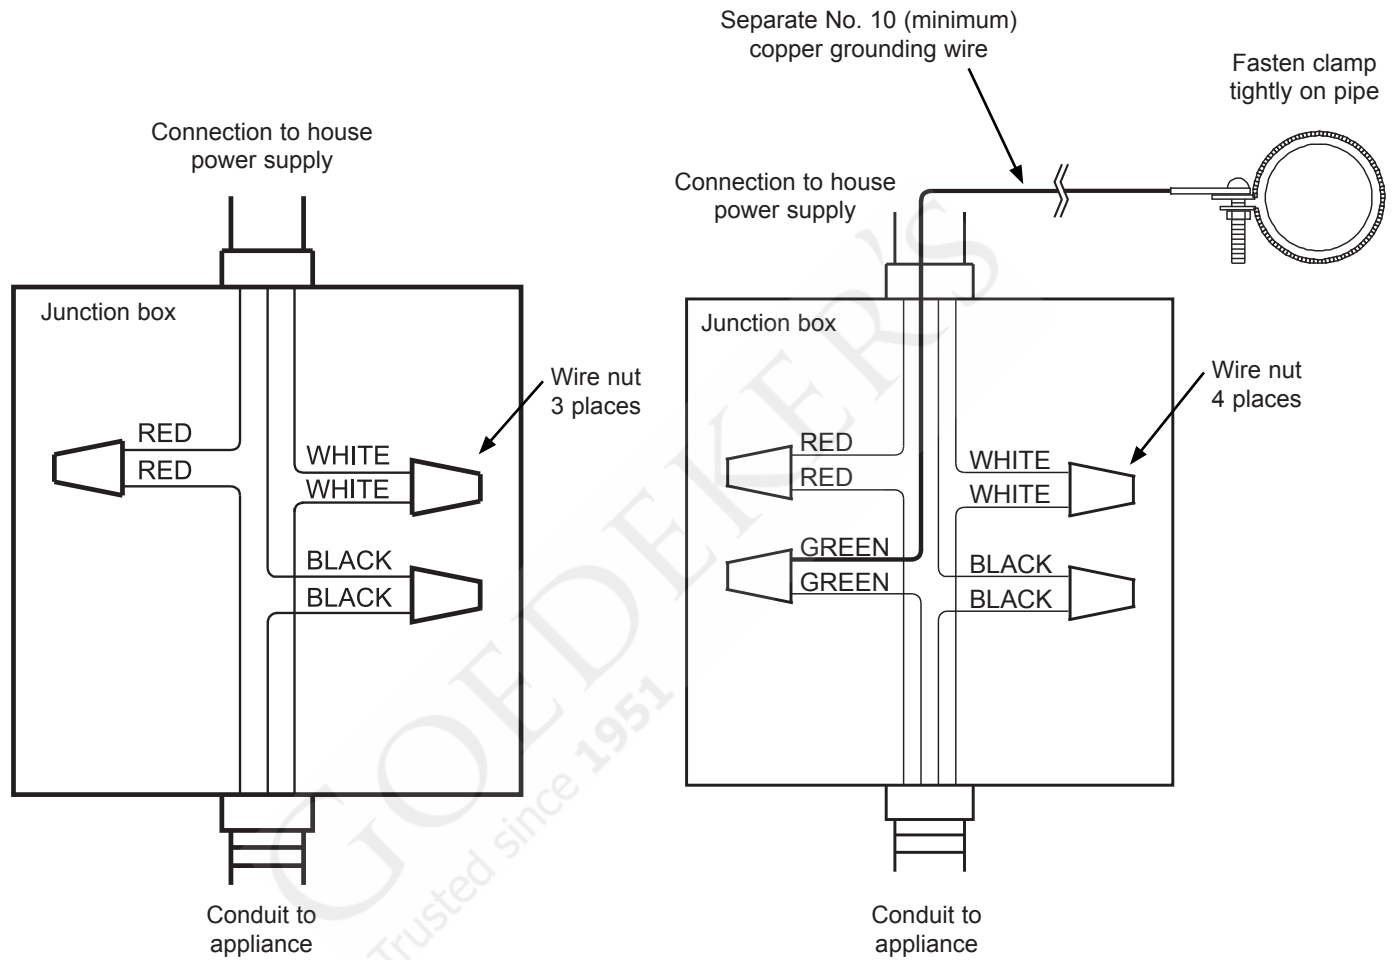 Connection to house
power supply
Junction box
Wire nut
3 places
RED
RED
WHITE
WHITE
BLACK
BLACK
Conduit to
appliance
Separate No. 10 (minimum)
copper grounding wire
Fasten clamp
tightly on pipe
Connection to house
power supply
Junction box
Wire nut
4 places
RED
RED
WHITE
WHITE
GREEN
GREEN
BLACK
BLACK
Conduit to
appliance
GOEDEKER'S
Trusted since 1951